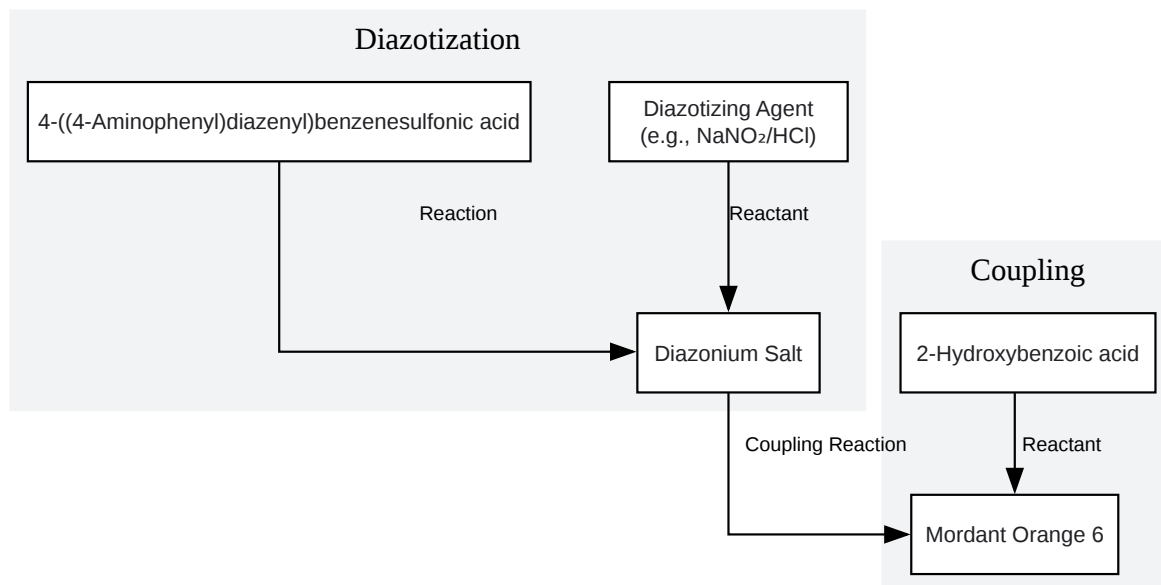 Diazotization
4-((4-Aminophenyl)diazenyl)benzenesulfonic acid
Diazotizing Agent
(e.g., NaNO₂/HCl)
Reaction
Reactant
Coupling
Diazonium Salt
2-Hydroxybenzoic acid
Coupling Reaction
Reactant
Mordant Orange 6